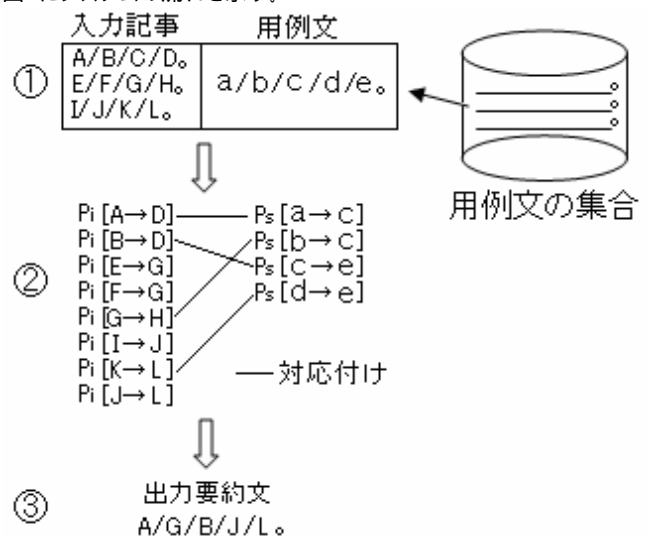 入力記事 用例文
① A/B/C/D。
E/F/G/H。 a/b/c/d/e。
I/J/K/L。
用例文の集合
Pi [A→D] Ps [a→c]
Pi [B→D] Ps [b→c]
Pi [E→G] Ps [c→e]
② Pi [F→G] Ps [d→e]
Pi [G→H]
Pi [I→J]
Pi [K→L] 対応付け
Pi [J→L]
出力要約文
③ A/G/B/J/L。